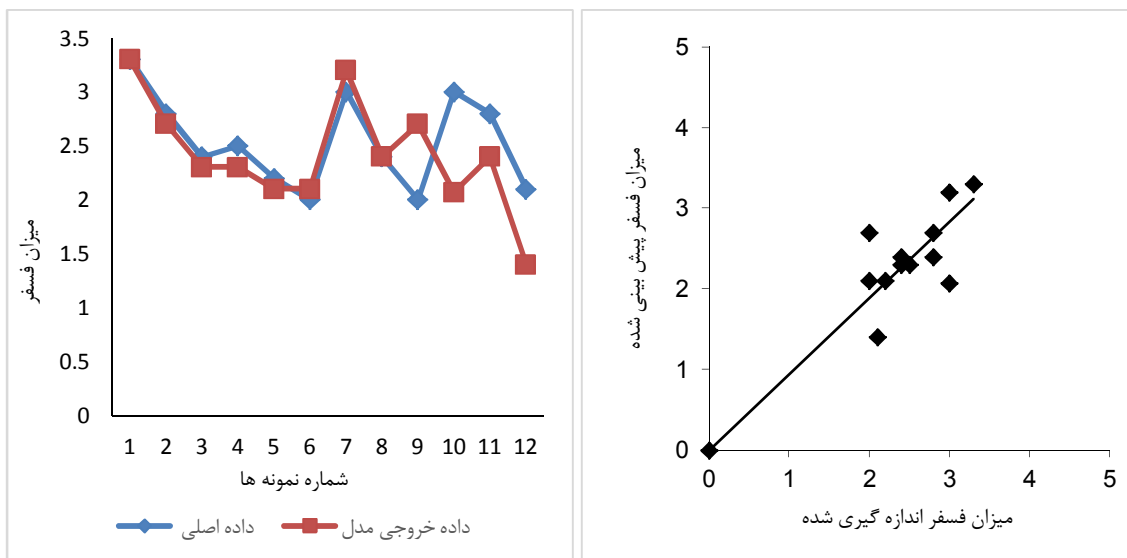 3.5
3
2.5
2
1.5
1
0.5
0
میزان فسفر
1 2 3 4 5 6 7 8 9 10 11 12
شماره نمونه ها
داده اصلی
داده خروجی مدل
5
4
3
2
1
0
میزان فسفر پیش بینی شده
0 1 2 3 4 5
میزان فسفر اندازه گیری شده